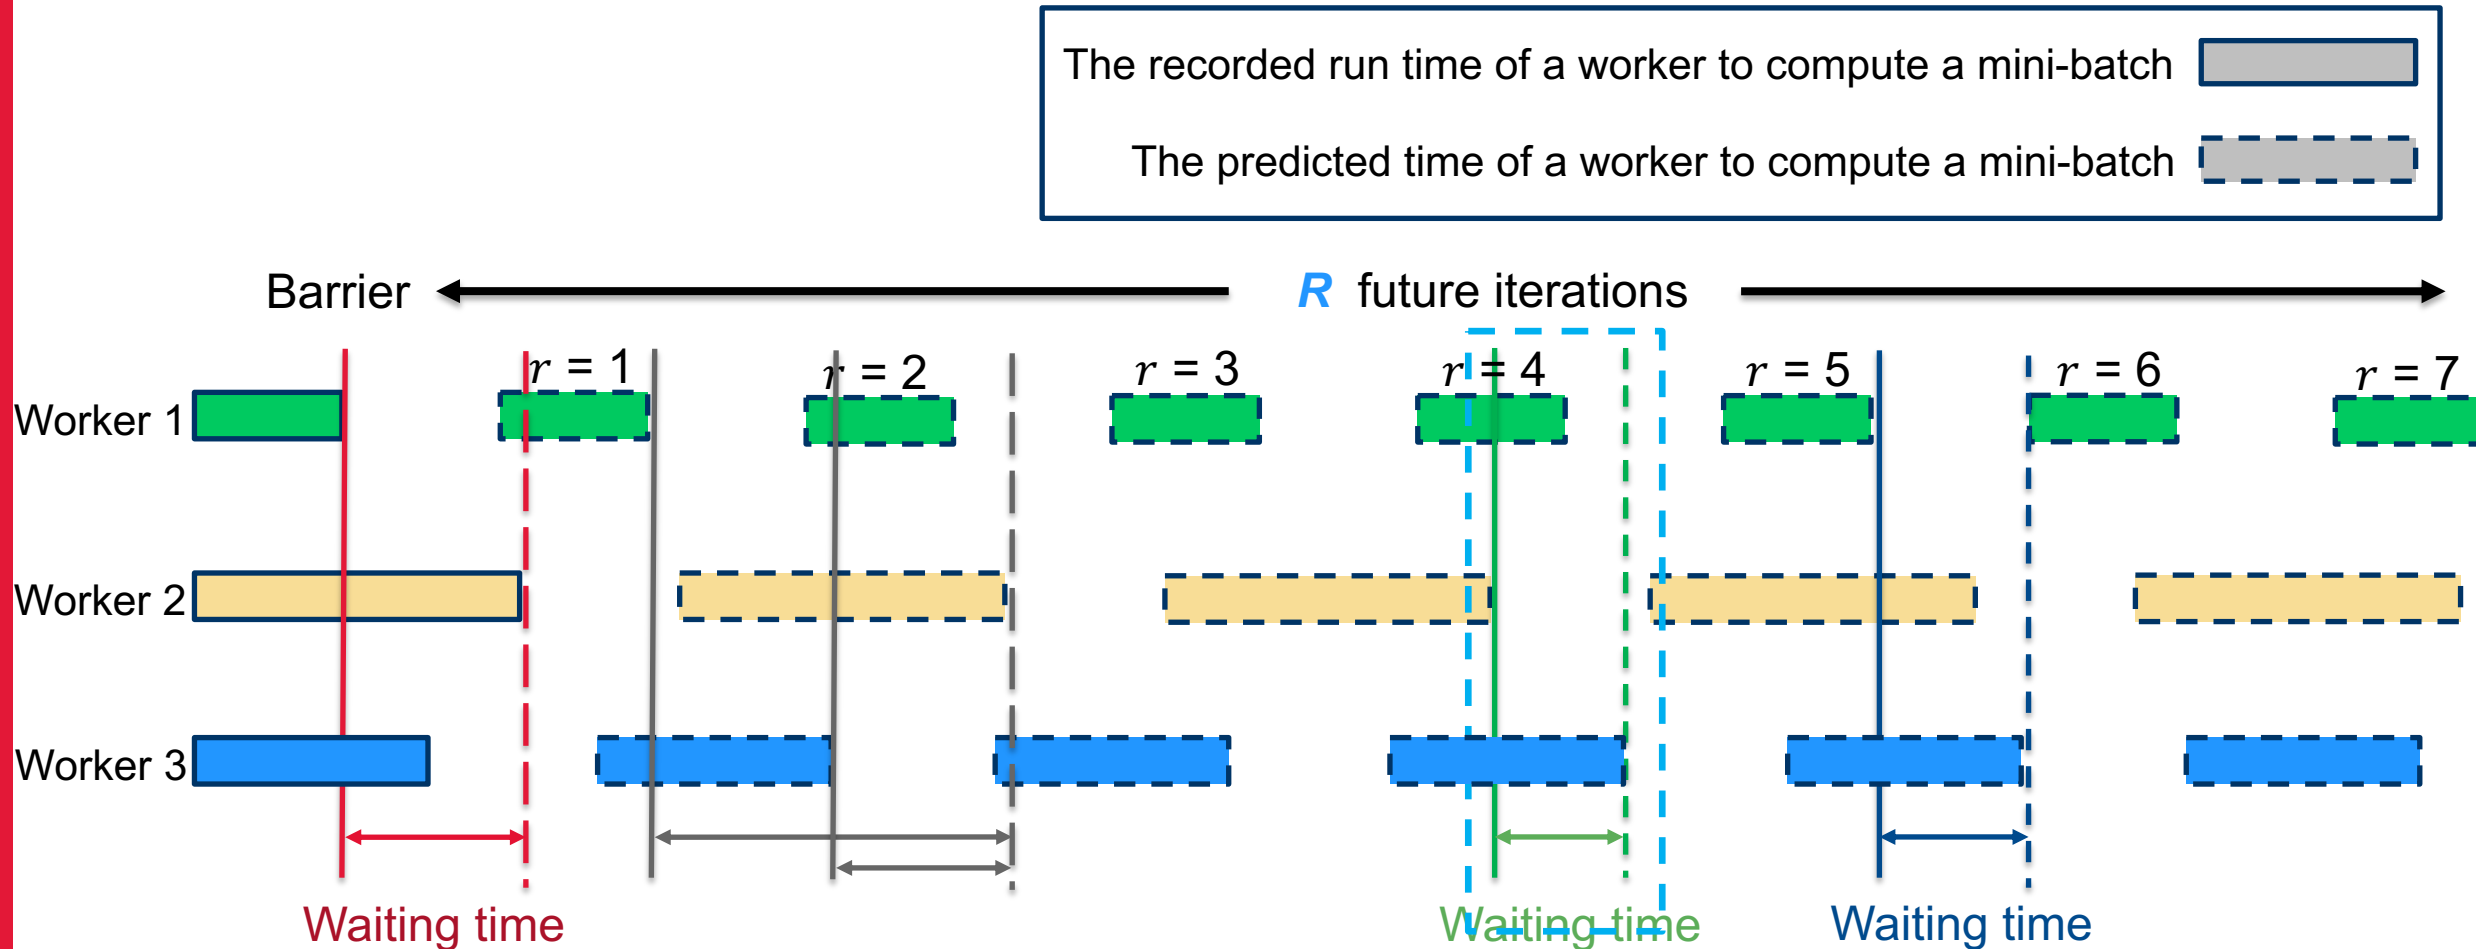 The recorded run time of a worker to compute a mini-batch
The predicted time of a worker to compute a mini-batch
Barrier
R future iterations
r = 1
r = 2
r = 3
r = 4
r = 5
r = 6
r = 7
Worker 1
Worker 2
Worker 3
Waiting time
Waiting time
Waiting time